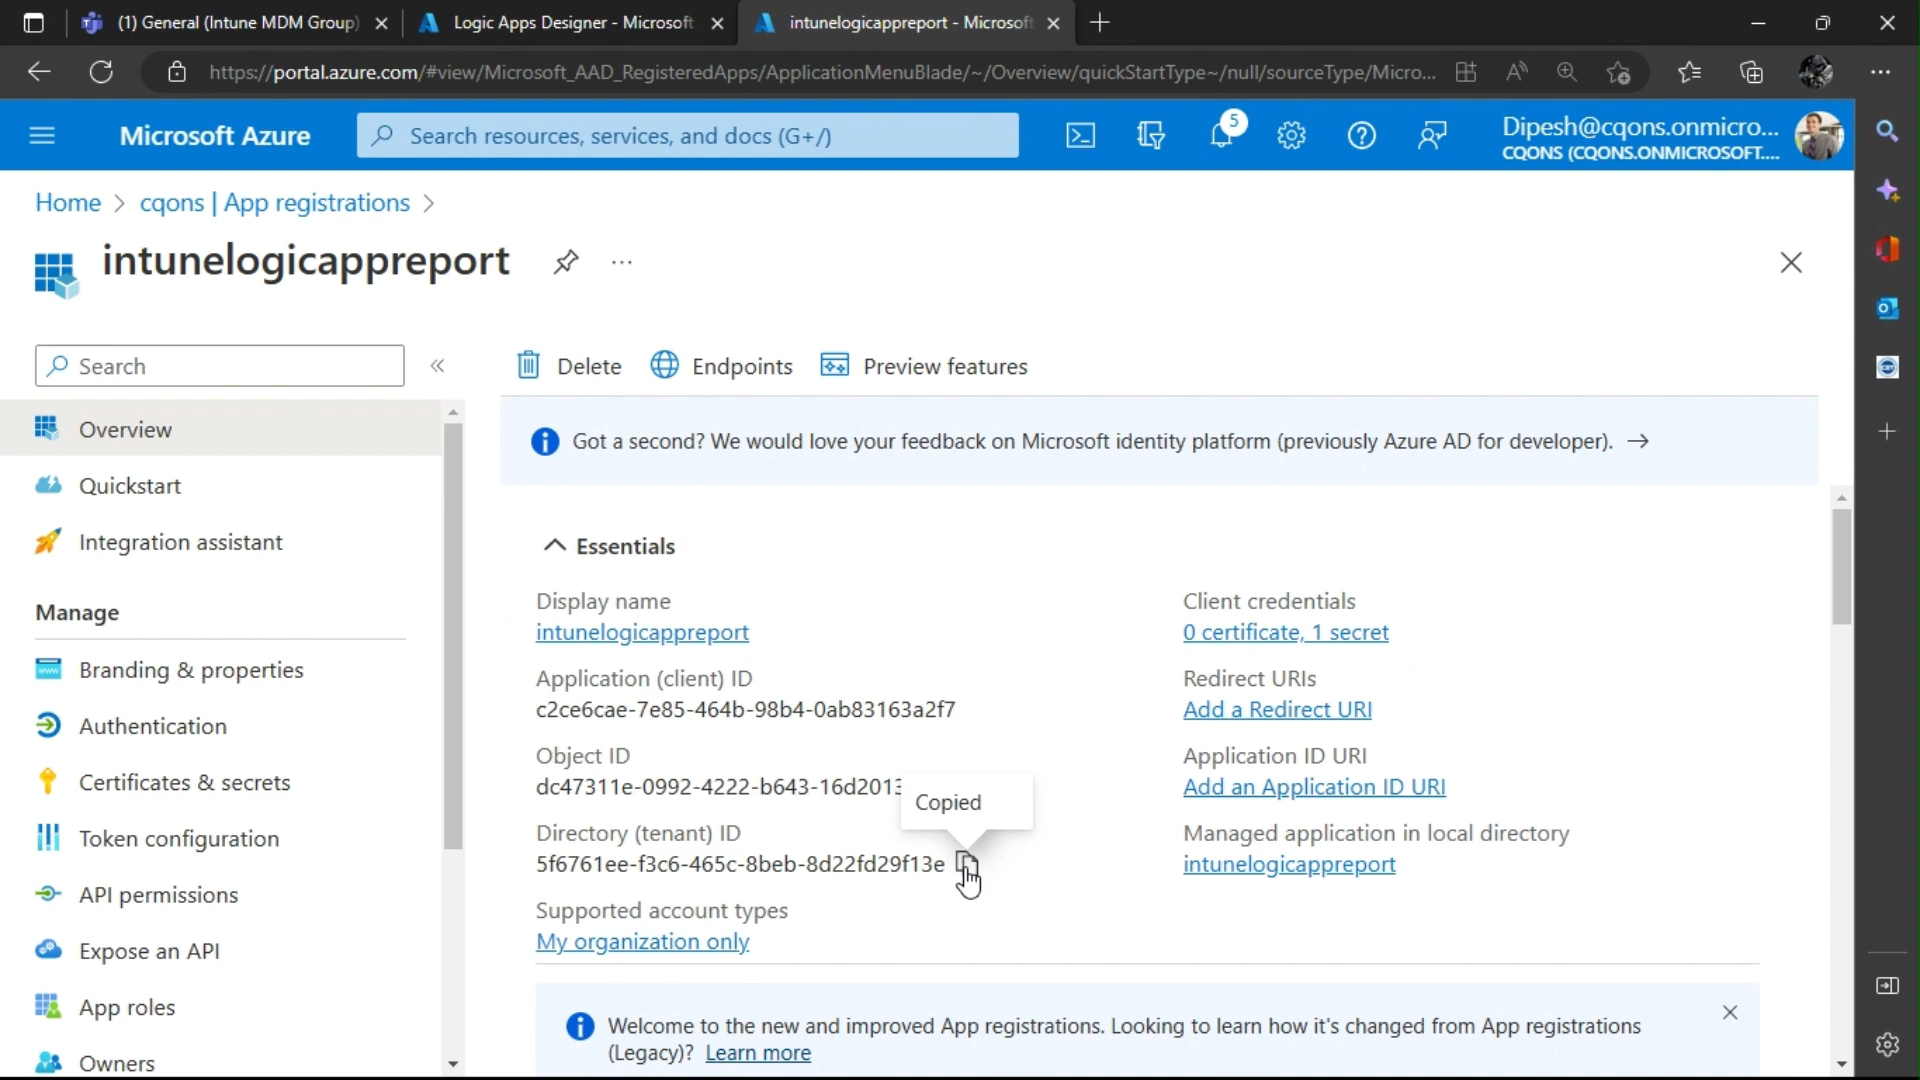 (1) General (Intune MDM Group)
Logic Apps Designer - Microsoft
intunelogicappreport - Microsoft
https://portal.azure.com/#view/Microsoft_AAD_RegisteredApps/ApplicationMenuBlade/~/Overview/quickStartType~/null/sourceType/Micro...
Microsoft Azure
Search resources, services, and docs (G+/)
5
Dipesh@cqons.onmicro...
CQONS (CQONS.ONMICROSOFT....
Home > cqons | App registrations >
intunelogicappreport
Search
Delete
Endpoints
Preview features
Overview
Quickstart
Integration assistant
Manage
Branding & properties
Authentication
Certificates & secrets
Token configuration
API permissions
Expose an API
App roles
Owners
Got a second? We would love your feedback on Microsoft identity platform (previously Azure AD for developer).
Essentials
Display name
intunelogicappreport
Application (client) ID
c2ce6cae-7e85-464b-98b4-0ab83163a2f7
Object ID
dc47311e-0992-4222-b643-16d2013
Copied
Directory (tenant) ID
5f6761ee-f3c6-465c-8beb-8d22fd29f13e
Supported account types
My organization only
Client credentials
0 certificate, 1 secret
Redirect URIs
Add a Redirect URI
Application ID URI
Add an Application ID URI
Managed application in local directory
intunelogicappreport
Welcome to the new and improved App registrations. Looking to learn how it's changed from App registrations
(Legacy)? Learn more